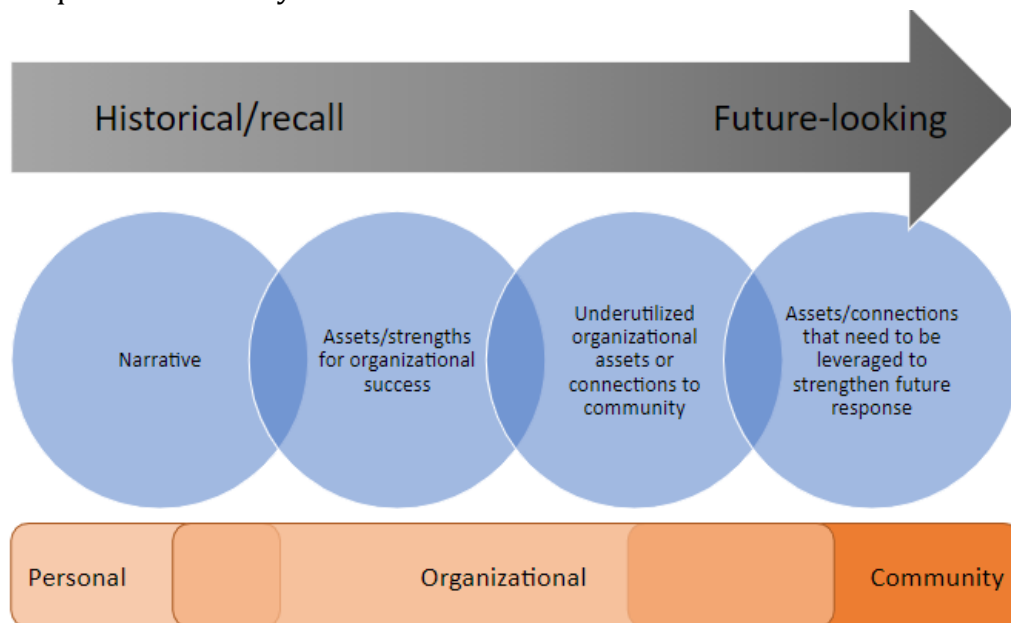 Historical/recall
Future-looking
Narrative
Assets/strengths
for organizational
success
Underutilized
organizational
assets or
connections to
community
Assets/connections
that need to be
leveraged to
strengthen future
response
Personal
Organizational
Community